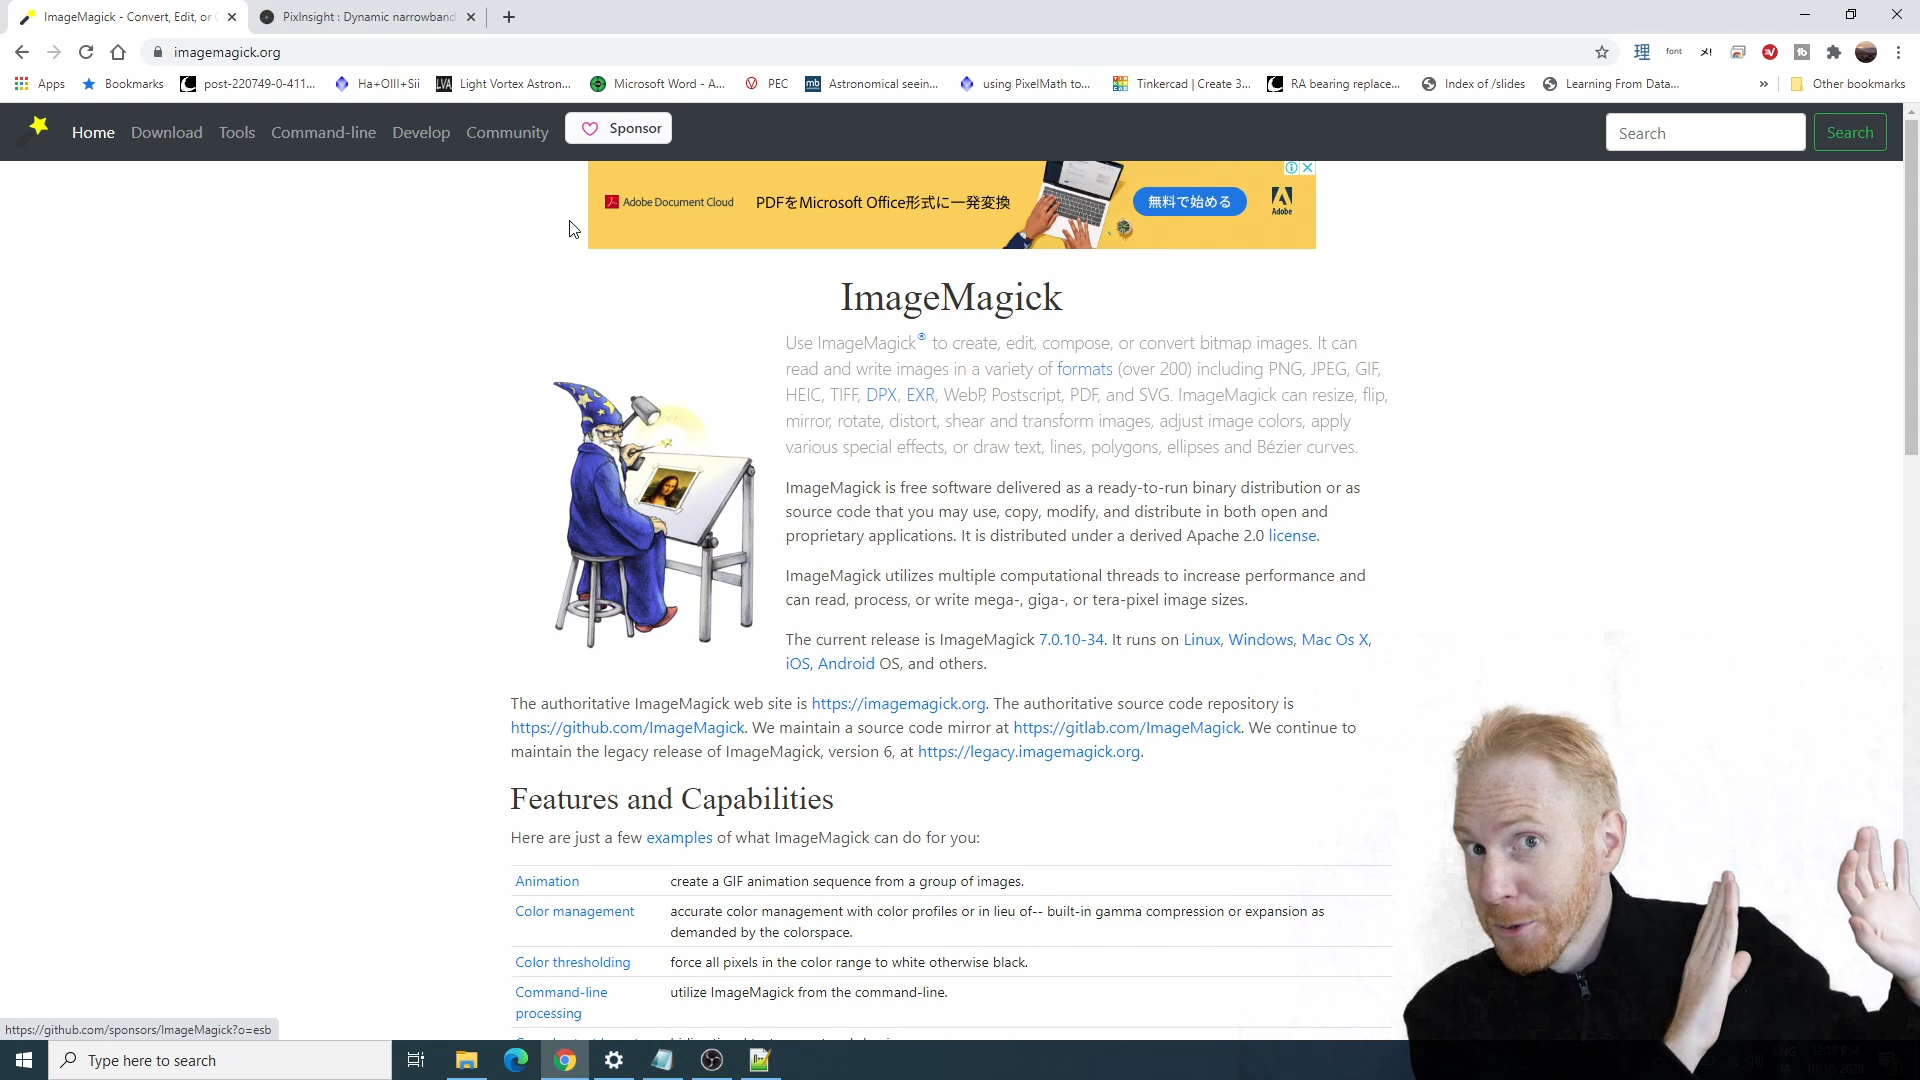 ImageMagick - Convert, Edit, or C
PixInsight : Dynamic narrowband
imagemagick.org
font
Apps
Bookmarks
post-220749-0-411...
Ha+OIII+Sii
LVA
Light Vortex Astron...
Microsoft Word - A...
PEC
mb
Astronomical seein...
using PixelMath to...
Tinkercad | Create 3...
RA bearing replace...
Index of /slides
Learning From Data...
»
Other bookmarks
Home
Download
Tools
Command-line
Develop
Community
Sponsor
Search
Search
Adobe Document Cloud
PDFをMicrosoft Office形式に一発変換
無料で始める
Adobe
ImageMagick
Use ImageMagick® to create, edit, compose, or convert bitmap images. It can
read and write images in a variety of formats (over 200) including PNG, JPEG, GIF,
HEIC, TIFF, DPX, EXR, WebP, Postscript, PDF, and SVG. ImageMagick can resize, flip,
mirror, rotate, distort, shear and transform images, adjust image colors, apply
various special effects, or draw text, lines, polygons, ellipses and Bézier curves.
ImageMagick is free software delivered as a ready-to-run binary distribution or as
source code that you may use, copy, modify, and distribute in both open and
proprietary applications. It is distributed under a derived Apache 2.0 license.
ImageMagick utilizes multiple computational threads to increase performance and
can read, process, or write mega-, giga-, or tera-pixel image sizes.
The current release is ImageMagick 7.0.10-34. It runs on Linux, Windows, Mac Os X,
iOS, Android OS, and others.
The authoritative ImageMagick web site is https://imagemagick.org. The authoritative source code repository is
https://github.com/ImageMagick. We maintain a source code mirror at https://gitlab.com/ImageMagick. We continue to
maintain the legacy release of ImageMagick, version 6, at https://legacy.imagemagick.org.
Features and Capabilities
Here are just a few examples of what ImageMagick can do for you:
Animation
create a GIF animation sequence from a group of images.
Color management
accurate color management with color profiles or in lieu of-- built-in gamma compression or expansion as
demanded by the colorspace.
Color thresholding
force all pixels in the color range to white otherwise black.
Command-line
processing
utilize ImageMagick from the command-line.
https://github.com/sponsors/ImageMagick?o=esb
Type here to search